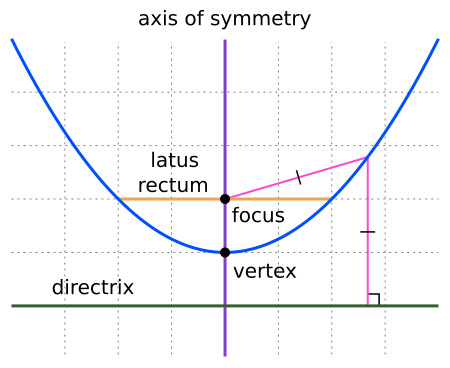 axis of symmetry
latus
rectum
focus
vertex
directrix